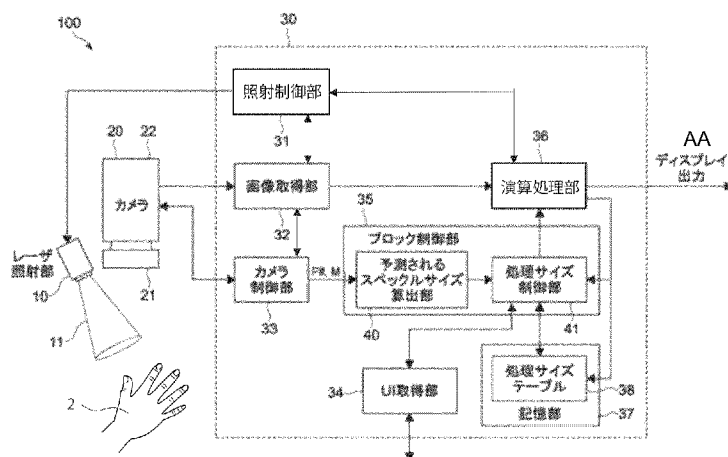 100
30
照射制御部
31
20
22
カメラ
画像取得部
32
36
演算処理部
AA
ディスプレイ
出力
35
ブロック制御部
レーザ
照射部
10
21
11
カメラ
制御部
33
予測される
スペックルサイズ
算出部
40
処理サイズ
制御部
41
2
34
UI取得部
処理サイズ
テーブル
38
記憶部
37